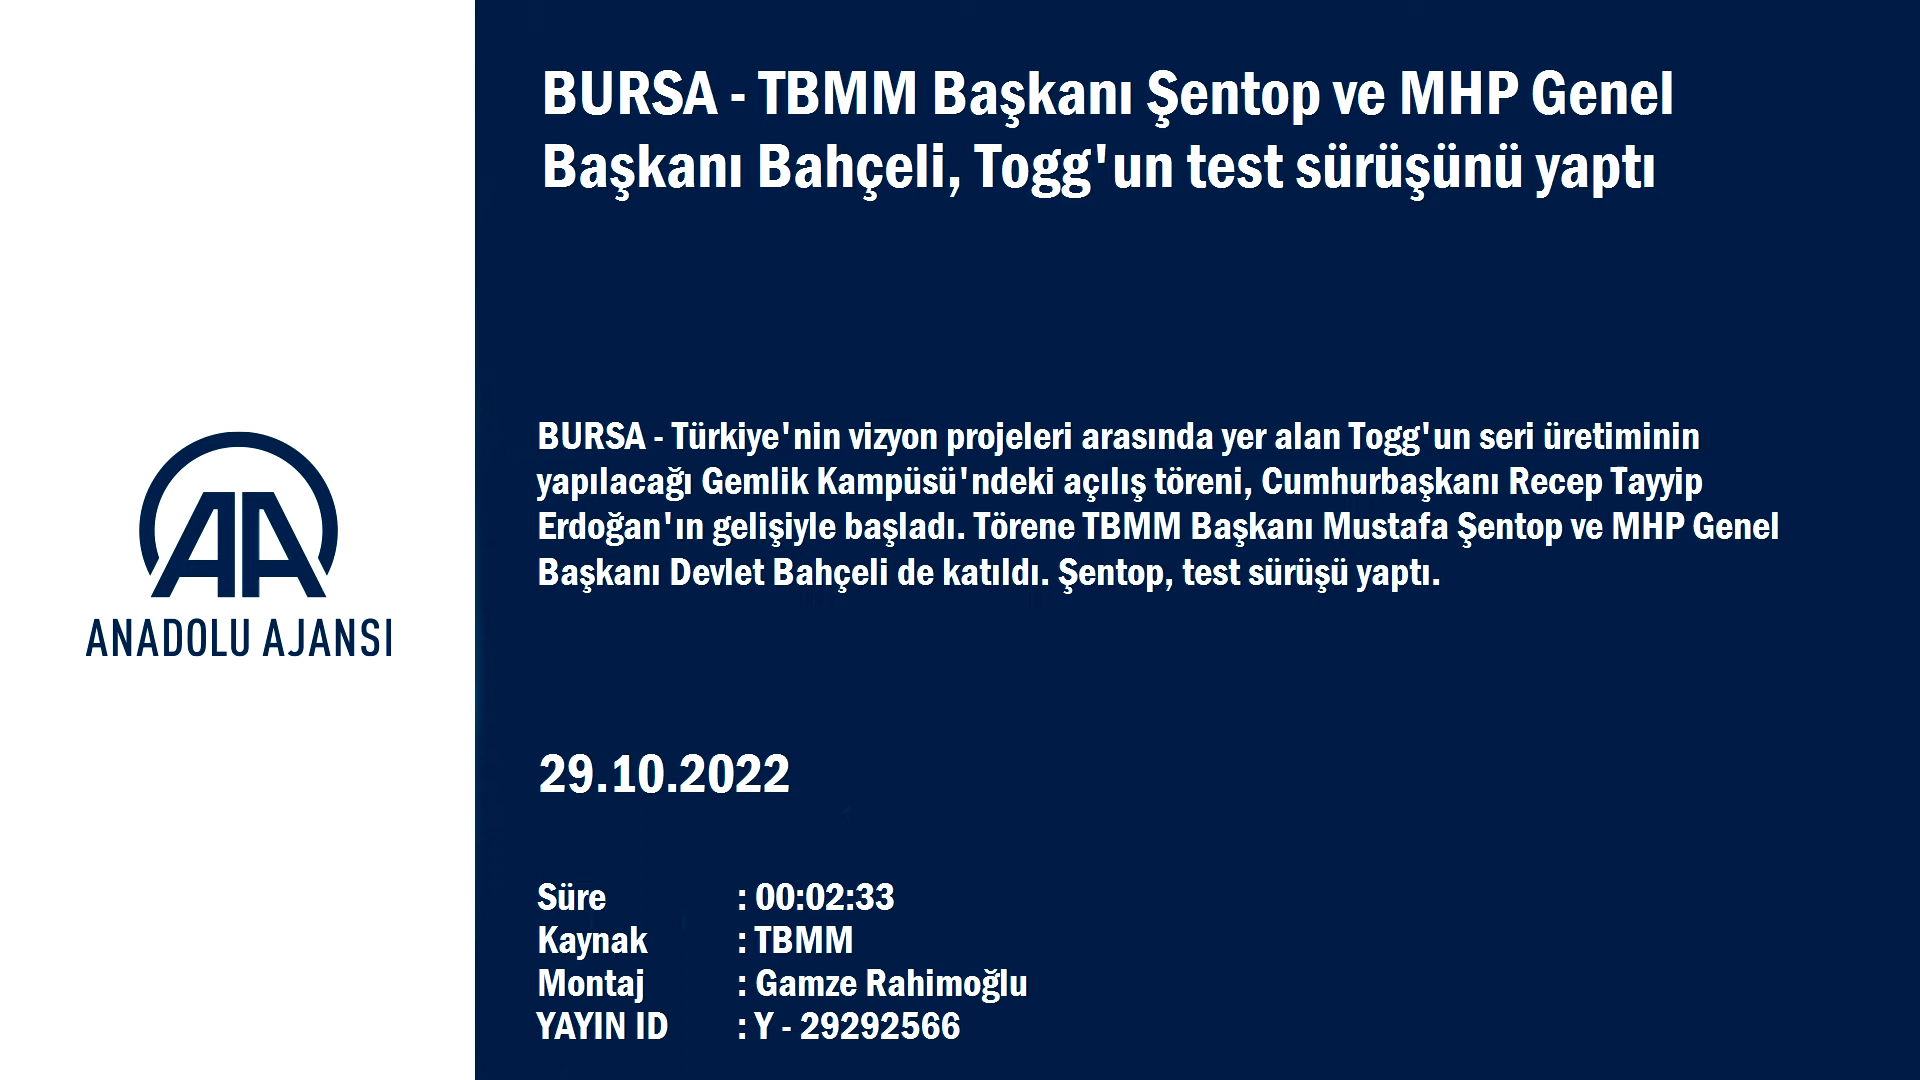 BURSA - TBMM Başkanı Şentop ve MHP Genel
Başkanı Bahçeli, Togg'un test sürüşünü yaptı
BURSA - Türkiye'nin vizyon projeleri arasında yer alan Togg'un seri üretiminin
yapılacağı Gemlik Kampüsü'ndeki açılış töreni, Cumhurbaşkanı Recep Tayyip
Erdoğan'ın gelişiyle başladı. Törene TBMM Başkanı Mustafa Şentop ve MHP Genel
Başkanı Devlet Bahçeli de katıldı. Şentop, test sürüşü yaptı.
AA
ANADOLU AJANSI
29.10.2022
Süre : 00:02:33
Kaynak : TBMM
Montaj : Gamze Rahimoğlu
YAYIN ID : Y - 29292566